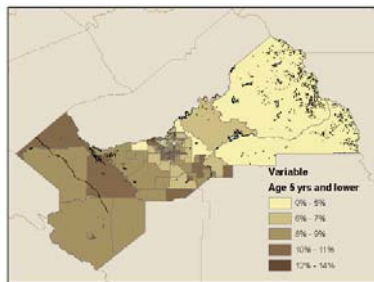 Variable
Age 5 yrs and lower
0% - 5%
6% - 7%
8% - 9%
10% - 11%
12% - 14%